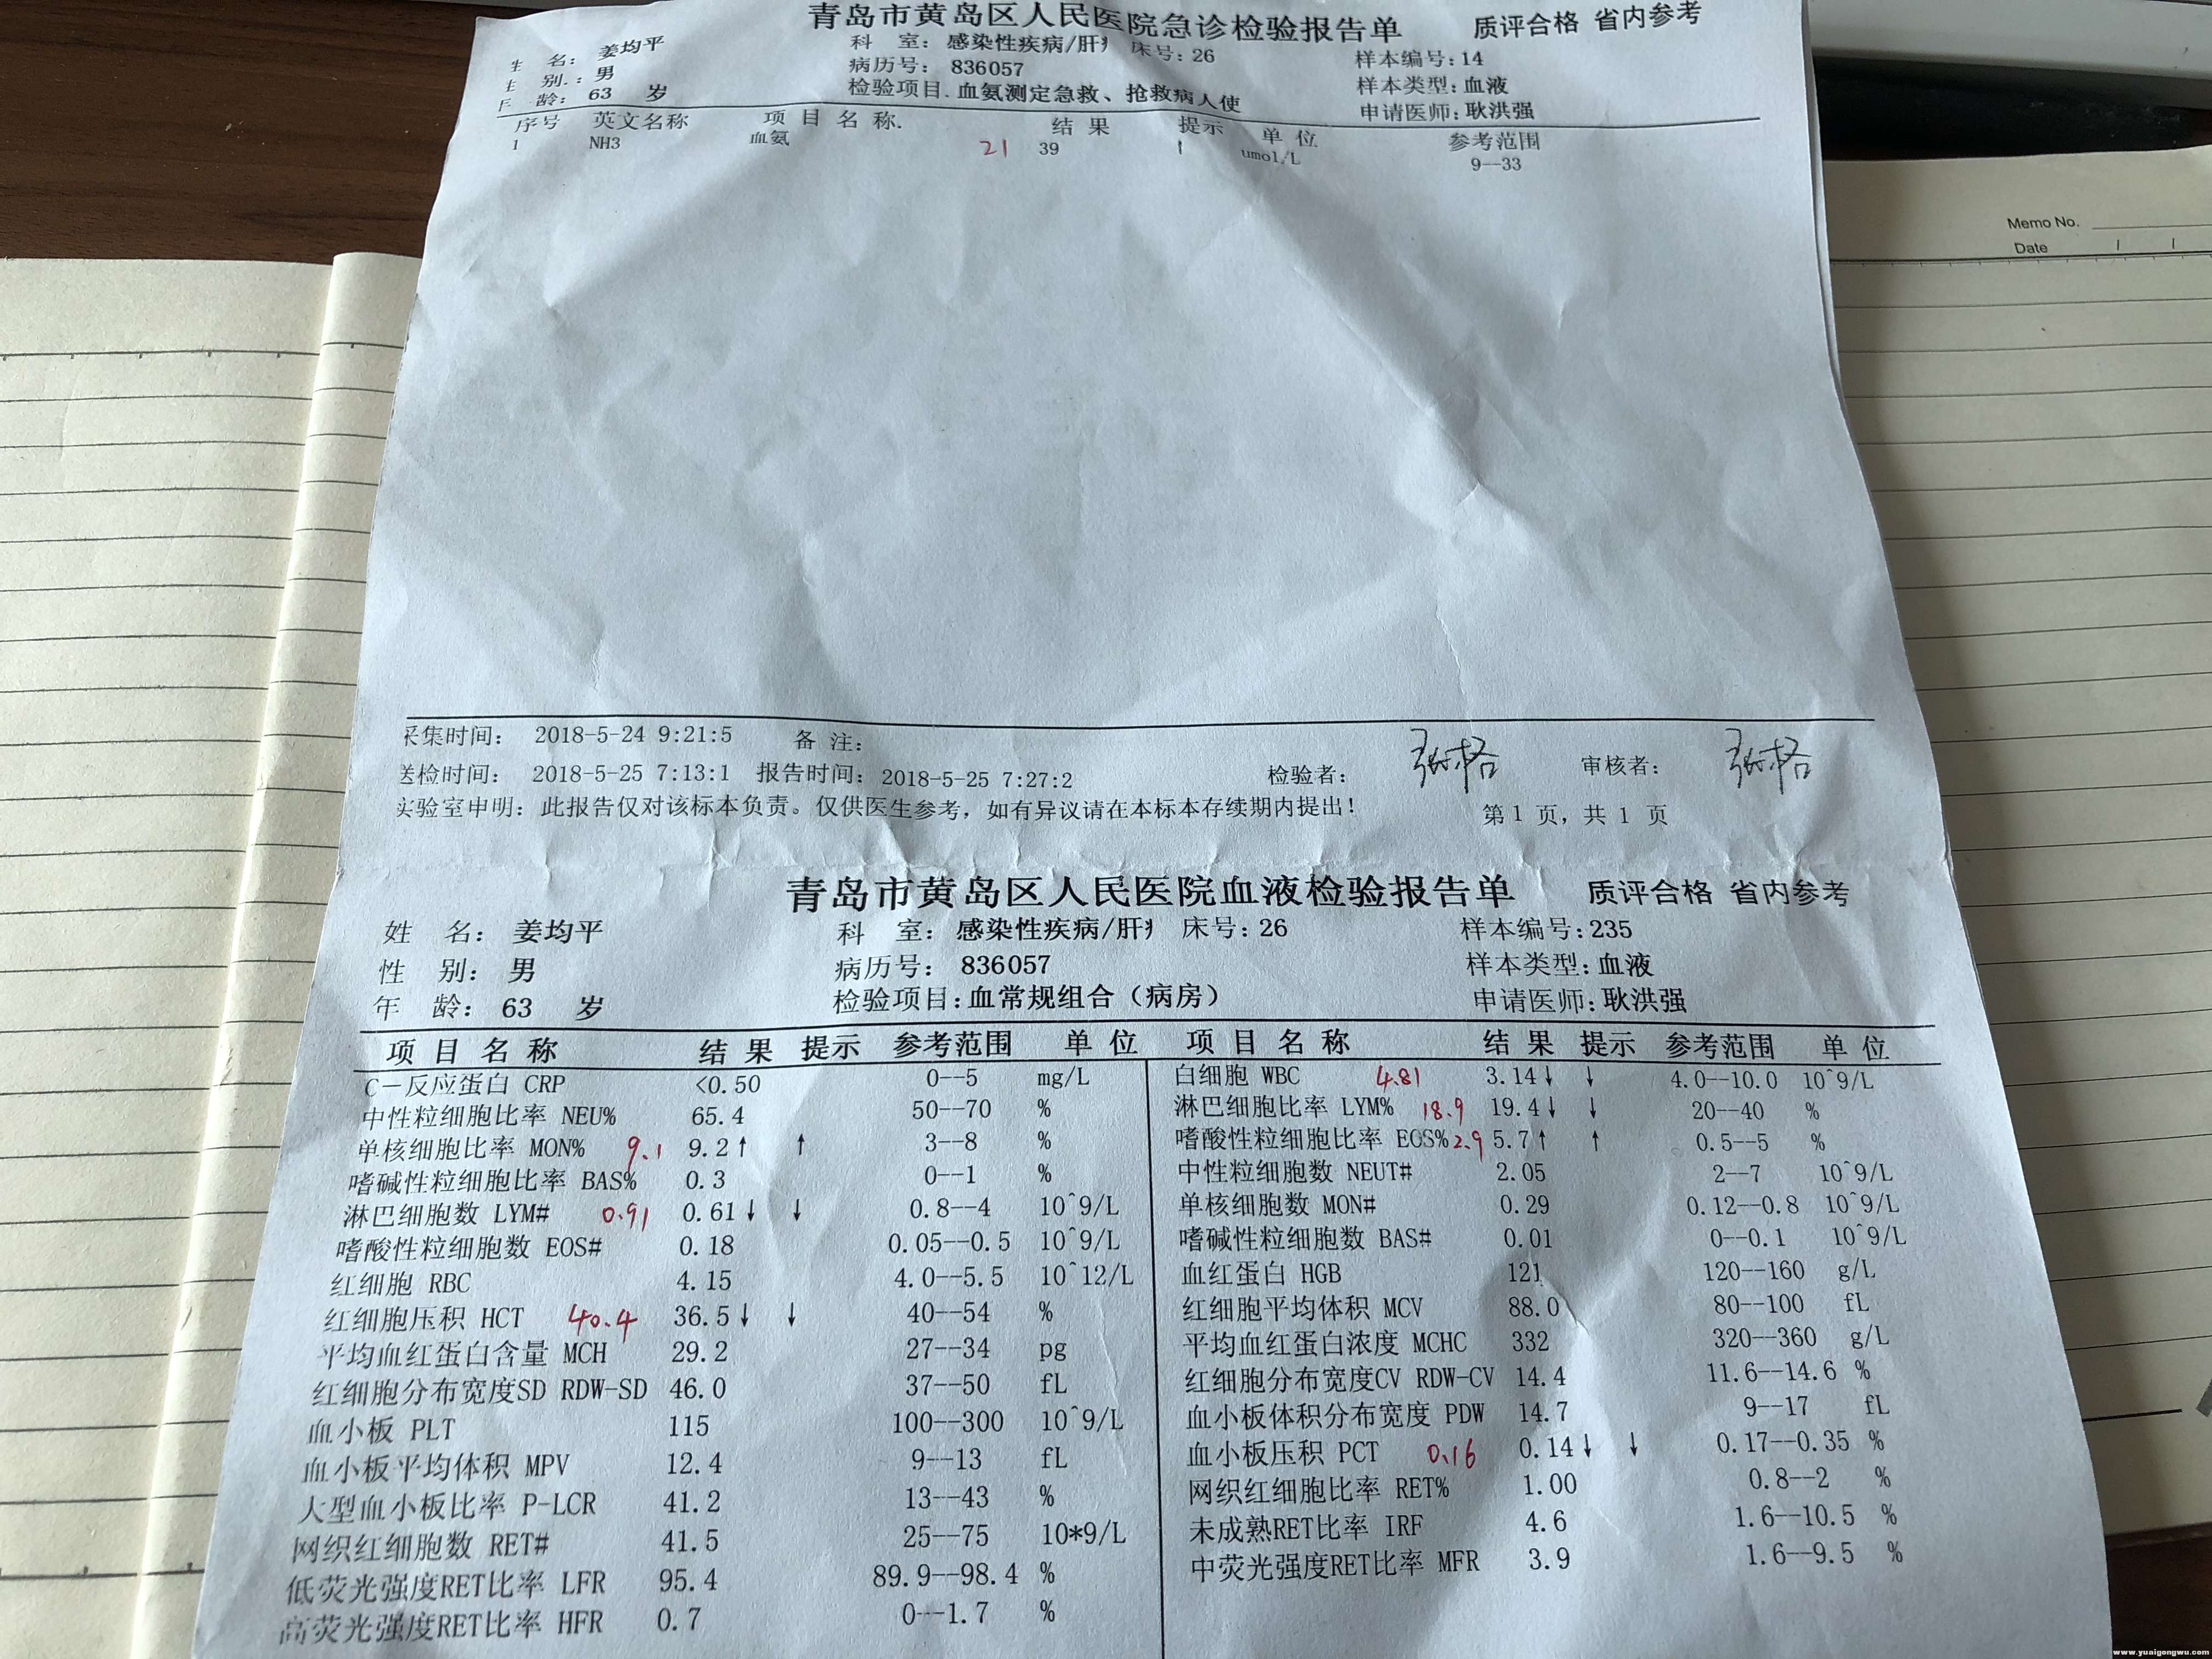 青岛市黄岛区人民医院急诊检验报告单 质评合格 省内参考
名: 姜均平 科 室: 感染性疾病/肝 床号: 26 样本编号: 14
别: 男 病历号: 836057 样本类型: 血液
龄: 63 岁 检验项目. 血氨测定急救、抢救病人使 申请医师: 耿洪强
序号 英文名称 项 目 名 称. 结 果 提示 单 位 参考范围
1 NH3 血氨 21 39 umol/L 9--33
采集时间: 2018-5-24 9:21:5 备 注:
送检时间: 2018-5-25 7:13:1 报告时间: 2018-5-25 7:27:2 检验者: 张格 审核者: 张格
实验室申明: 此报告仅对该标本负责。仅供医生参考, 如有异议请在本标本存续期内提出! 第 1 页, 共 1 页
青岛市黄岛区人民医院血液检验报告单 质评合格 省内参考
姓 名: 姜均平 科 室: 感染性疾病/肝 床号: 26 样本编号: 235
性 别: 男 病历号: 836057 样本类型: 血液
年 龄: 63 岁 检验项目: 血常规组合（病房） 申请医师: 耿洪强
项 目 名 称 结 果 提示 参考范围 单 位 项 目 名 称 结 果 提示 参考范围 单 位
C－反应蛋白 CRP <0.50 0--5 mg/L 白细胞 WBC 4.81 3.14↓ ↓ 4.0--10.0 10^9/L
中性粒细胞比率 NEU% 65.4 50--70 % 淋巴细胞比率 LYM% 18.9 19.4↓ ↓ 20--40 %
单核细胞比率 MON% 9.1 9.2↑ ↑ 3--8 % 嗜酸性粒细胞比率 EOS% 2.9 5.7↑ ↑ 0.5--5 %
嗜碱性粒细胞比率 BAS% 0.3 0--1 % 中性粒细胞数 NEUT# 2.05 2--7 10^9/L
淋巴细胞数 LYM# 0.91 0.61↓ ↓ 0.8--4 10^9/L 单核细胞数 MON# 0.29 0.12--0.8 10^9/L
嗜酸性粒细胞数 EOS# 0.18 0.05--0.5 10^9/L 嗜碱性粒细胞数 BAS# 0.01 0--0.1 10^9/L
红细胞 RBC 4.15 4.0--5.5 10^12/L 血红蛋白 HGB 121 120--160 g/L
红细胞压积 HCT 40.4 36.5↓ ↓ 40--54 % 红细胞平均体积 MCV 88.0 80--100 fL
平均血红蛋白含量 MCH 29.2 27--34 pg 平均血红蛋白浓度 MCHC 332 320--360 g/L
红细胞分布宽度SD RDW-SD 46.0 37--50 fL 红细胞分布宽度CV RDW-CV 14.4 11.6--14.6 %
血小板 PLT 115 100--300 10^9/L 血小板体积分布宽度 PDW 14.7 9--17 fL
血小板平均体积 MPV 12.4 9--13 fL 血小板压积 PCT 0.16 0.14↓ ↓ 0.17--0.35 %
大型血小板比率 P-LCR 41.2 13--43 % 网织红细胞比率 RET% 1.00 0.8--2 %
网织红细胞数 RET# 41.5 25--75 10*9/L 未成熟RET比率 IRF 4.6 1.6--10.5 %
低荧光强度RET比率 LFR 95.4 89.9--98.4 % 中荧光强度RET比率 MFR 3.9 1.6--9.5 %
高荧光强度RET比率 HFR 0.7 0--1.7 %
Memo No.
Date / /
www.yuaigongwu.com